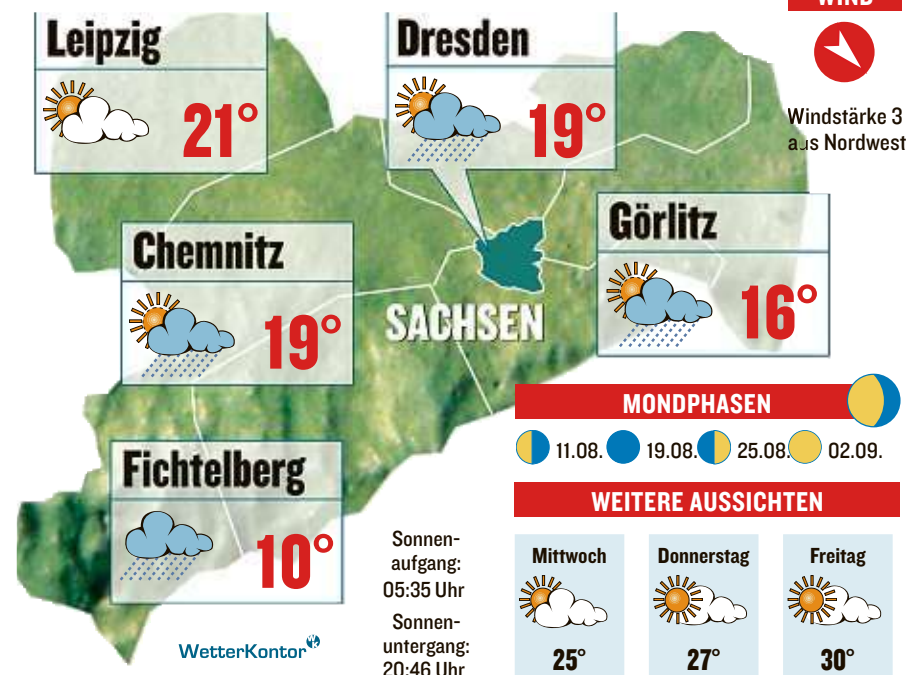 WIND
Leipzig
21°
Dresden
19°
Windstärke 3
aus Nordwest
Chemnitz
19°
Görlitz
16°
SACHSEN
Fichtelberg
10°
MONDPHASEN
11.08. 19.08. 25.08. 02.09.
WEITERE AUSSICHTEN
Mittwoch
25°
Donnerstag
27°
Freitag
30°
Sonnen-
aufgang:
05:35 Uhr
Sonnen-
untergang:
20:46 Uhr
WetterKontor